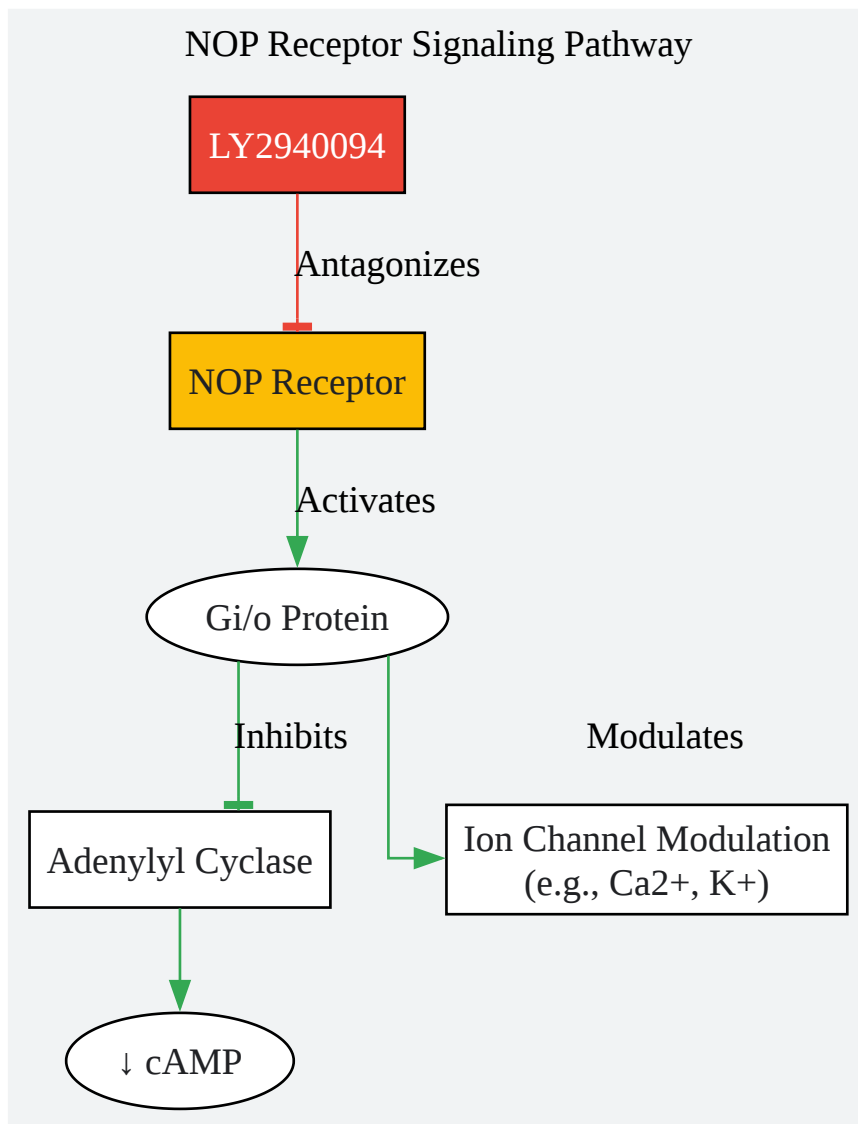 NOP Receptor Signaling Pathway
LY2940094
Antagonizes
NOP Receptor
Activates
Gi/o Protein
Inhibits
Modulates
Adenylyl Cyclase
Ion Channel Modulation
(e.g., Ca2+, K+)
↓ cAMP